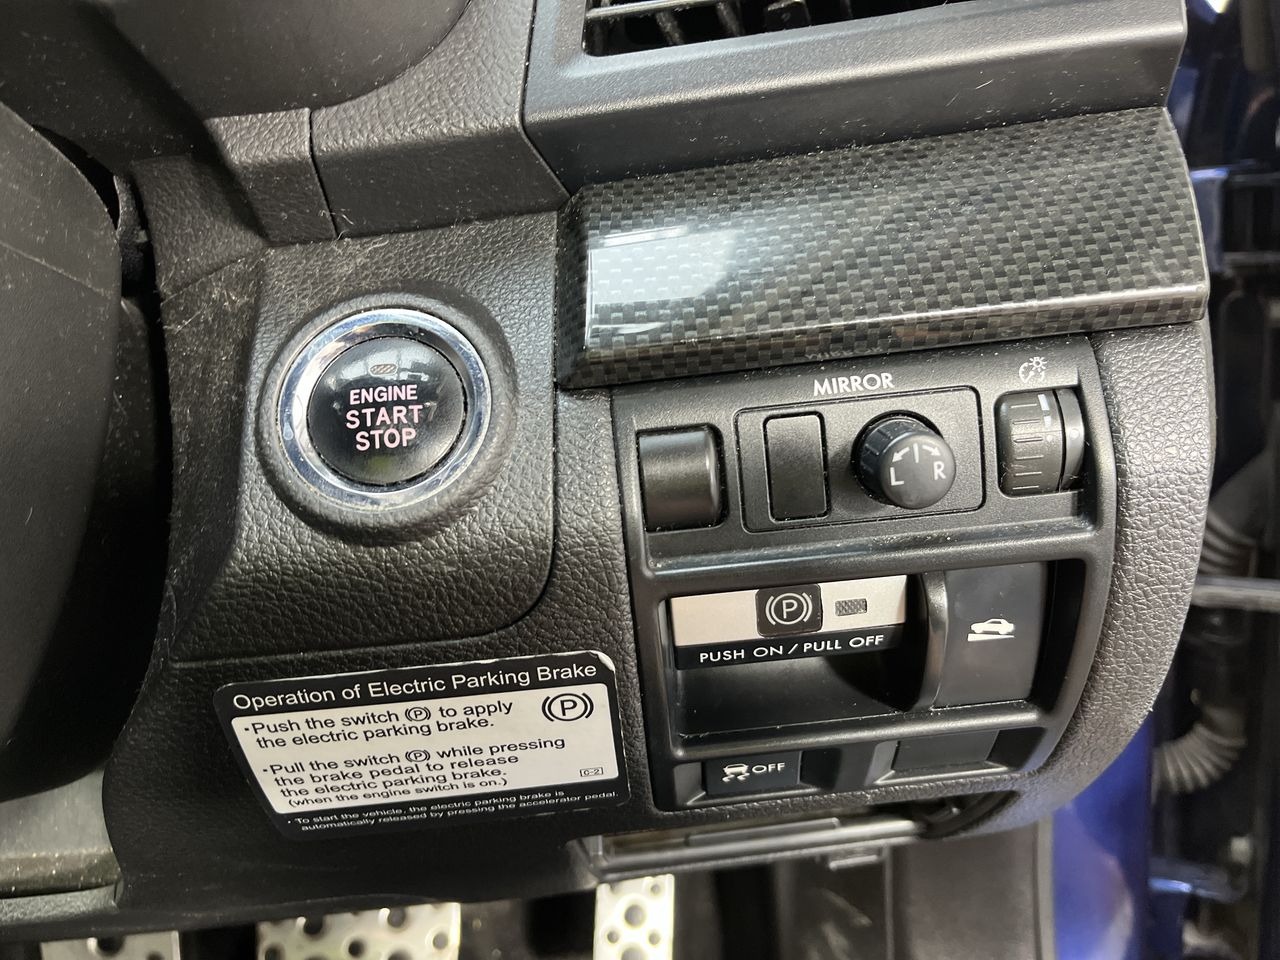 ENGINE
START
STOP
MIRROR
L R
P
PUSH ON / PULL OFF
OFF
Operation of Electric Parking Brake
•Push the switch (P) to apply
the electric parking brake.
(P)
•Pull the switch (P) while pressing
the brake pedal to release
the electric parking brake.
(when the engine switch is on.)
C-2
• To start the vehicle, the electric parking brake is
automatically released by pressing the accelerator pedal.